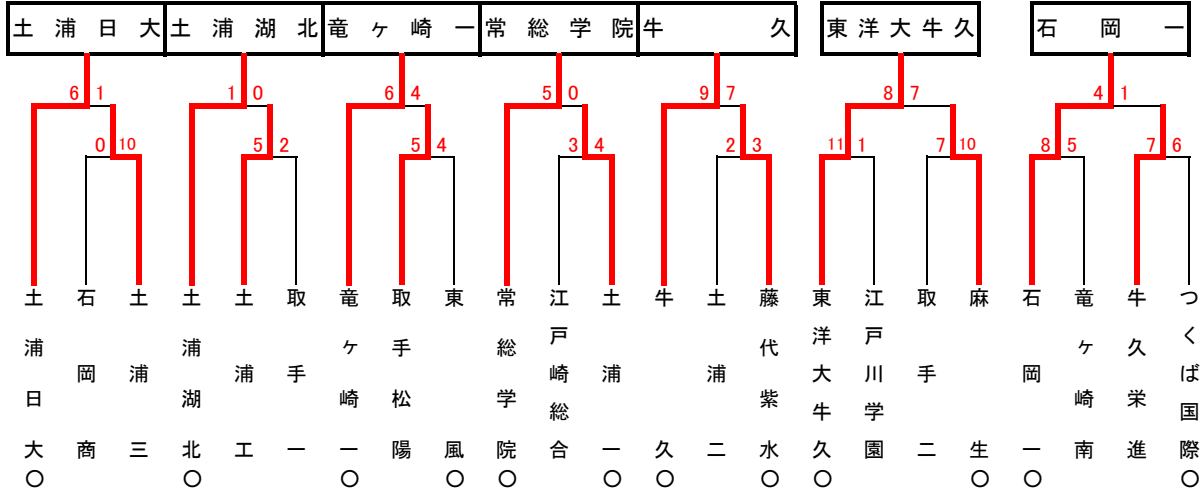 土浦日大 土浦湖北 竜ヶ崎一 常総学院 牛久 東洋大牛久 石岡一
6 1 1 0 6 4 5 0 9 7 8 7 4 1
0 10 5 2 5 4 3 4 2 3 11 1 7 10 8 5 7 6
土浦日大
石岡商
土浦三
土浦湖北
土浦工
取手一
竜ヶ崎一
取手松陽
東風
常総学院
江戸崎総合
土浦一
牛久
土浦二
藤代紫水
東洋大牛久
江戸川学園
取手二
麻生
石岡一
竜ヶ崎南
牛久栄進
つくば国際
○ ○ ○ ○ ○ ○ ○ ○ ○ ○ ○ ○ ○